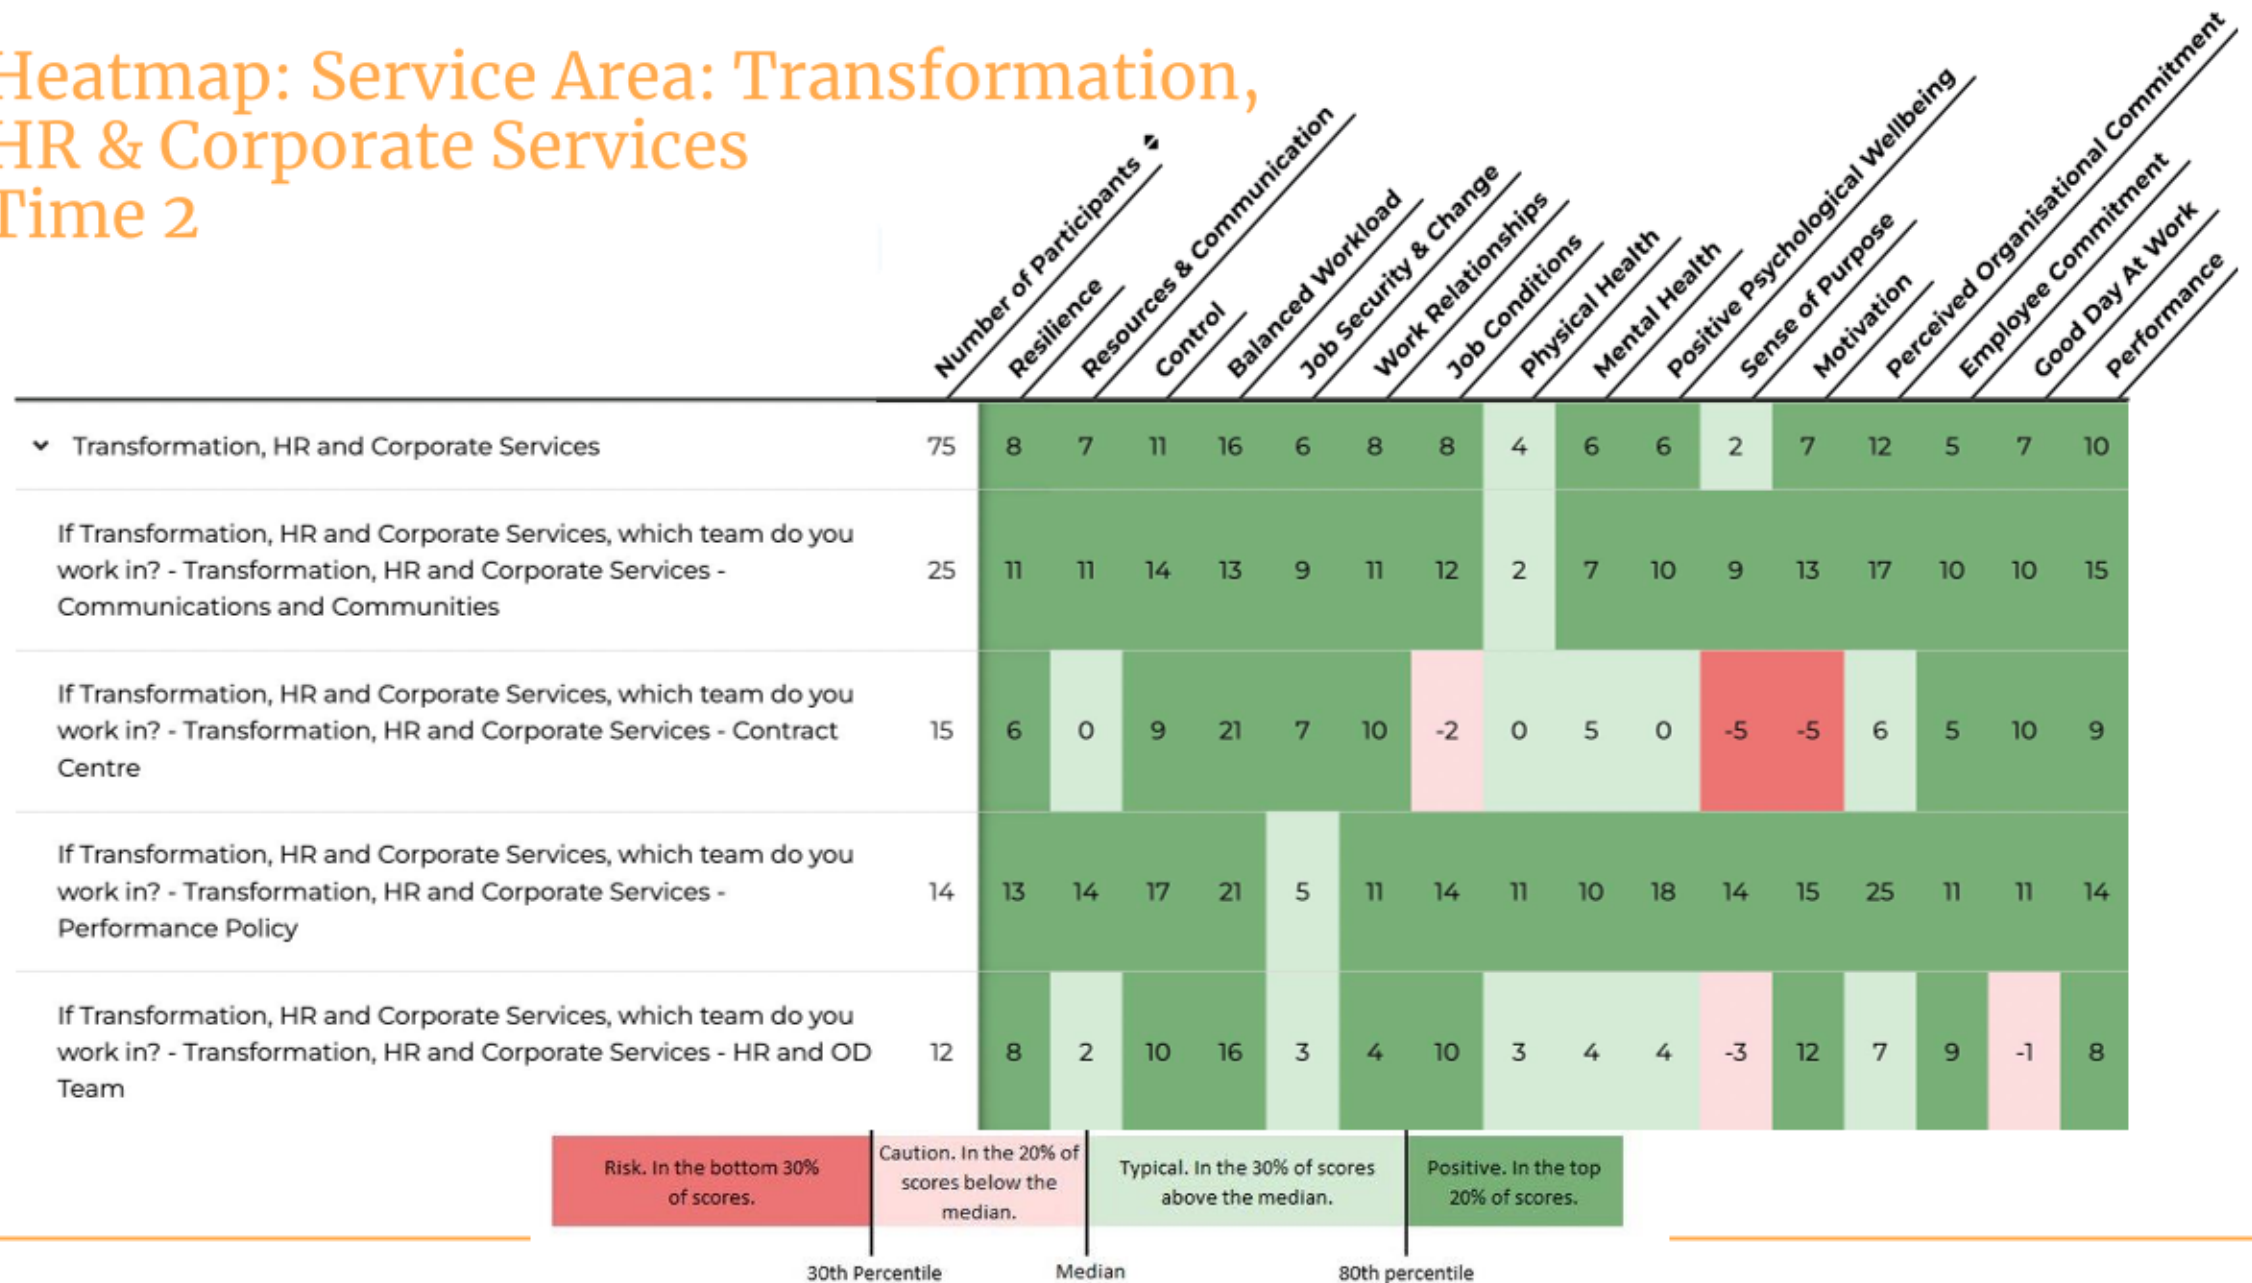 Heatmap: Service Area: Transformation,
HR & Corporate Services
Time 2
Number of Participants
Resilience
Resources & Communication
Control
Balanced Workload
Job Security & Change
Work Relationships
Job Conditions
Physical Health
Mental Health
Positive Psychological Wellbeing
Sense of Purpose
Motivation
Perceived Organisational Commitment
Employee Commitment
Good Day At Work
Performance
Transformation, HR and Corporate Services 75 8 7 11 16 6 8 8 4 6 6 2 7 12 5 7 10
If Transformation, HR and Corporate Services, which team do you
work in? - Transformation, HR and Corporate Services - 25 11 11 14 13 9 11 12 2 7 10 9 13 17 10 10 15
Communications and Communities
If Transformation, HR and Corporate Services, which team do you
work in? - Transformation, HR and Corporate Services - Contract 15 6 0 9 21 7 10 -2 0 5 0 -5 -5 6 5 10 9
Centre
If Transformation, HR and Corporate Services, which team do you
work in? - Transformation, HR and Corporate Services - 14 13 14 17 21 5 11 14 11 10 18 14 15 25 11 11 14
Performance Policy
If Transformation, HR and Corporate Services, which team do you
work in? - Transformation, HR and Corporate Services - HR and OD 12 8 2 10 16 3 4 10 3 4 4 -3 12 7 9 -1 8
Team
Risk. In the bottom 30%
of scores.
Caution. In the 20% of
scores below the
median.
Typical. In the 30% of scores
above the median.
Positive. In the top
20% of scores.
30th Percentile
Median
80th percentile